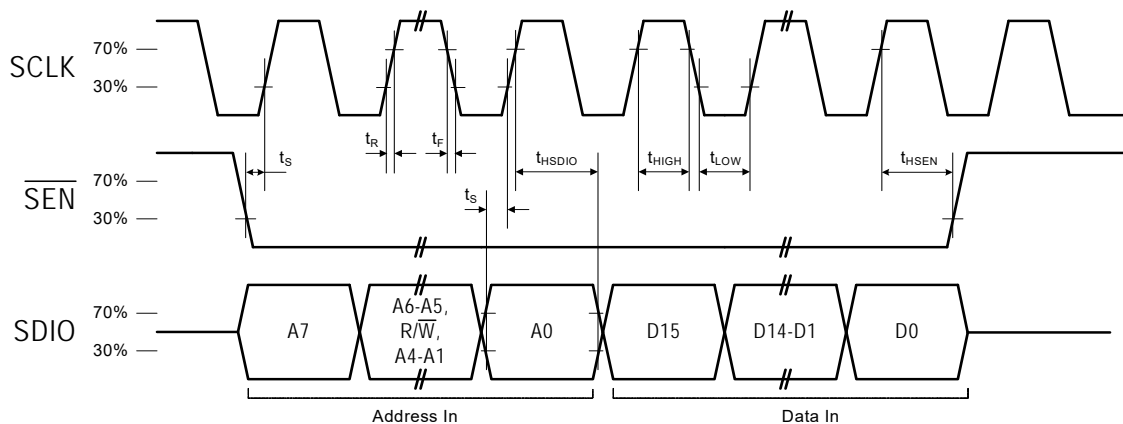 SCLK
70%
30%
tS
tR
tF
tHSDIO
tHIGH
tLOW
tHSEN
SEN
70%
30%
tS
SDIO
70%
30%
A7
A6-A5,
R/W,
A4-A1
A0
D15
D14-D1
D0
Address In
Data In